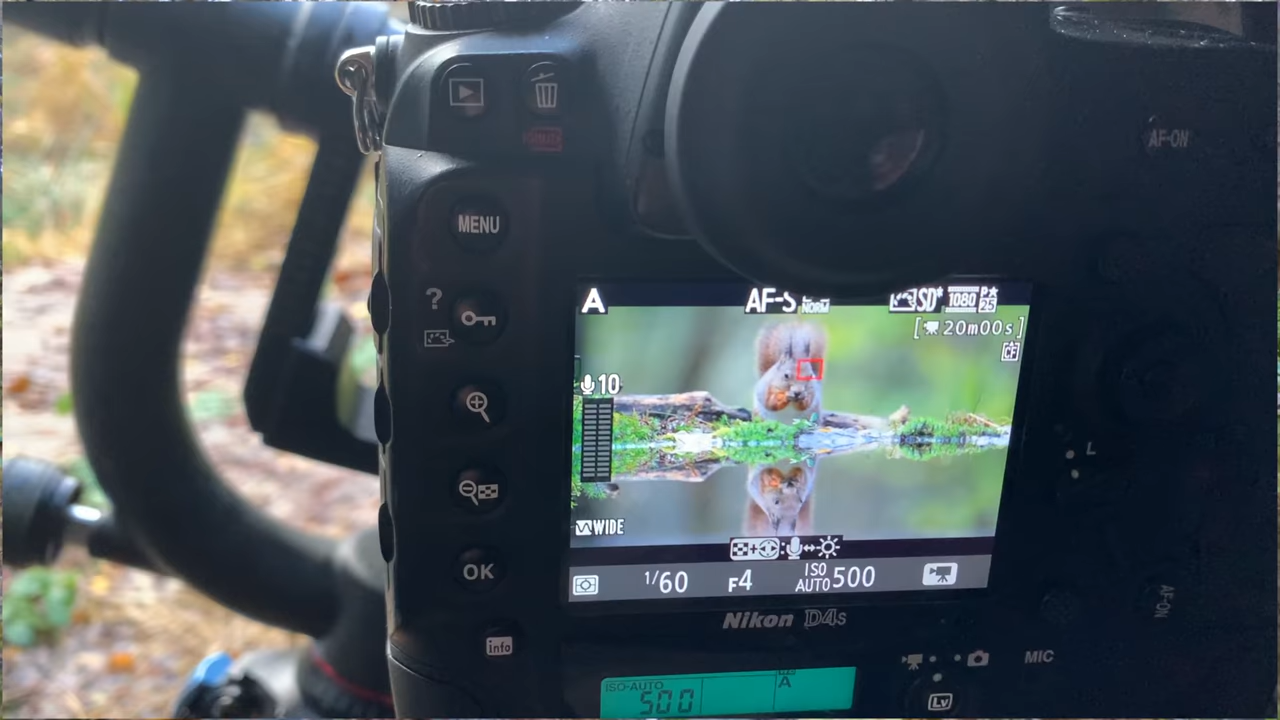 AF-ON
MENU
?
A AF-S NORM SD* 1080 P★ 25
[20m00s]
CF
10
WIDE
OK
1/60 F4 ISO AUTO 500
Nikon D4s
info
L
AF-ON
MIC
Lv
ISO-AUTO
500
A